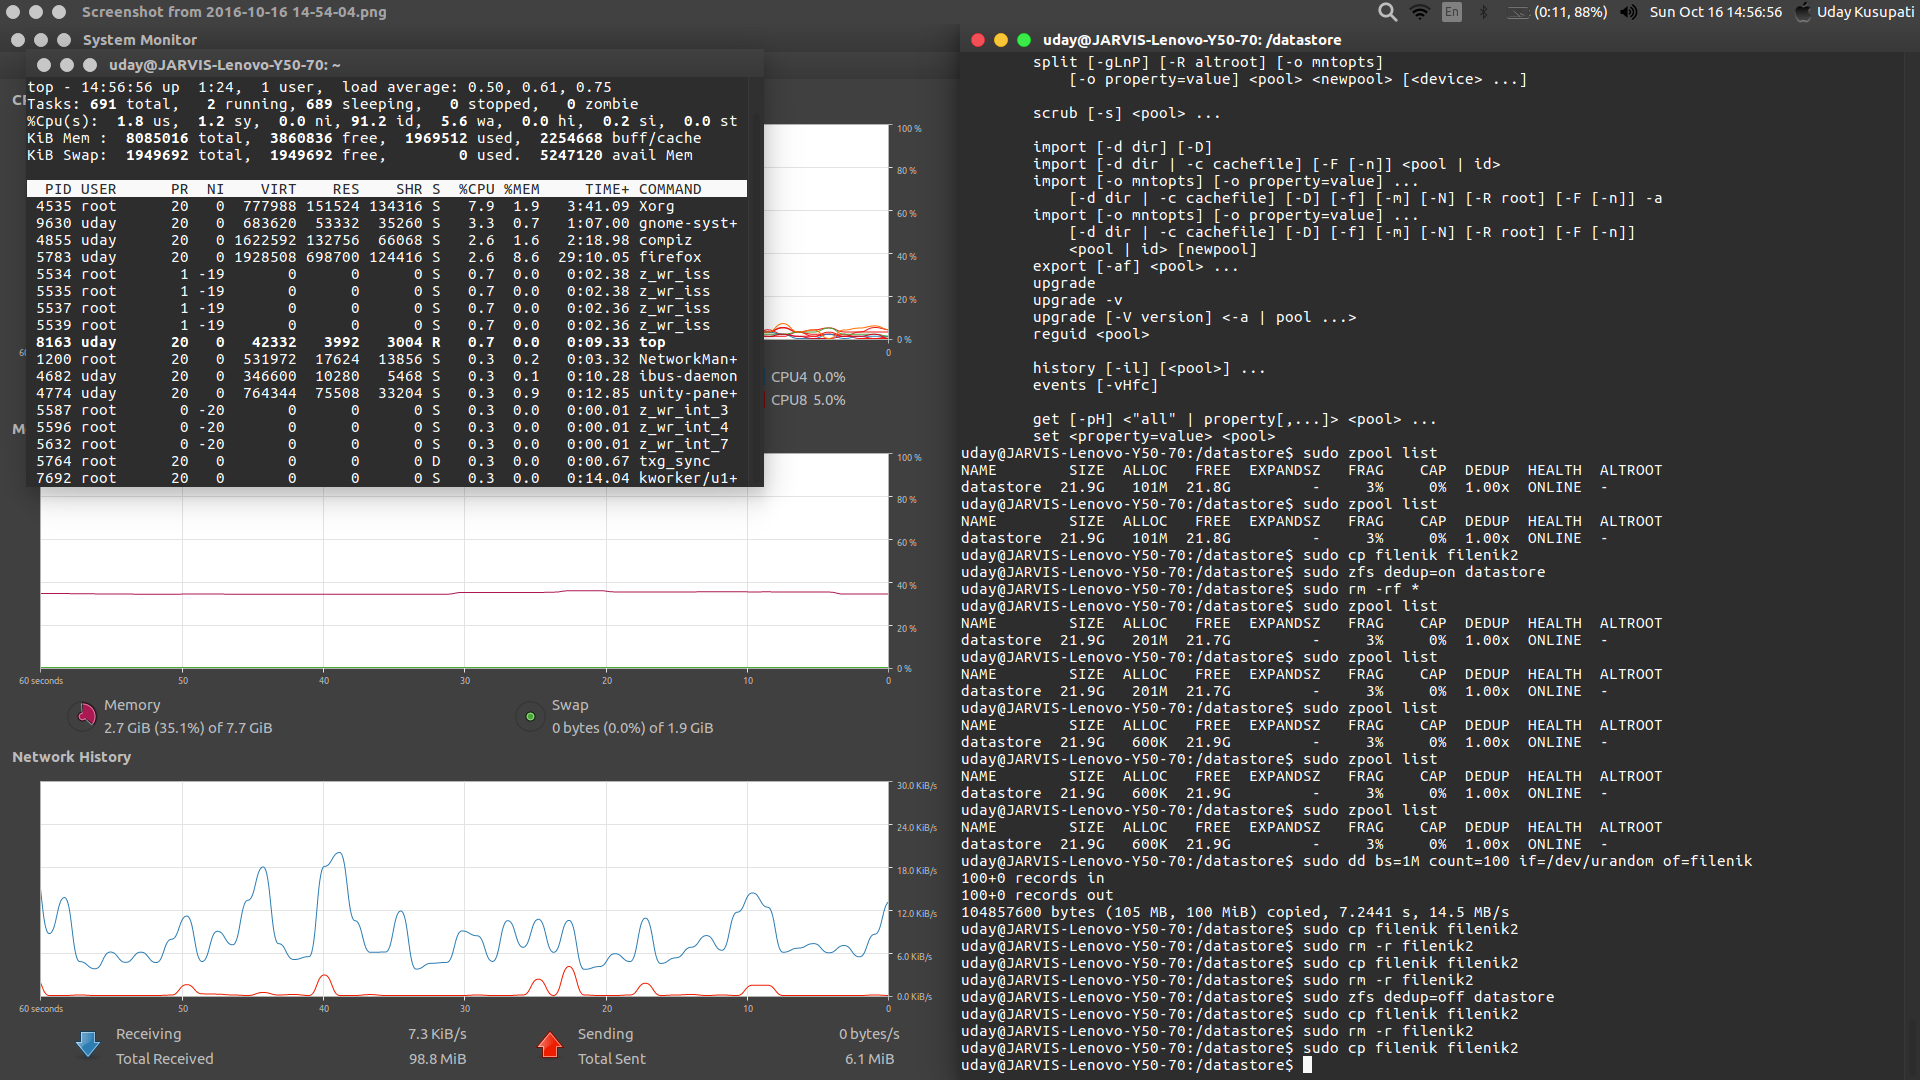 Screenshot from 2016-10-16 14-54-04.png
En
(0:11, 88%)
Sun Oct 16 14:56:56
Uday Kusupati
System Monitor
uday@JARVIS-Lenovo-Y50-70: ~
top - 14:56:56 up  1:24,  1 user,  load average: 0.50, 0.61, 0.75
Tasks: 691 total,   2 running, 689 sleeping,   0 stopped,   0 zombie
%Cpu(s):  1.8 us,  1.2 sy,  0.0 ni, 91.2 id,  5.6 wa,  0.0 hi,  0.2 si,  0.0 st
KiB Mem :  8085016 total,  3860836 free,  1969512 used,  2254668 buff/cache
KiB Swap:  1949692 total,  1949692 free,        0 used.  5247120 avail Mem
PID USER      PR  NI    VIRT    RES    SHR S  %CPU %MEM     TIME+ COMMAND
4535 root      20   0  777988 151524 134316 S   7.9  1.9   3:41.09 Xorg
9630 uday      20   0  683620  53332  35260 S   3.3  0.7   1:07.00 gnome-syst+
4855 uday      20   0 1622592 132756  66068 S   2.6  1.6   2:18.98 compiz
5783 uday      20   0 1928508 698700 124416 S   2.6  8.6  29:10.05 firefox
5534 root       1 -19       0      0      0 S   0.7  0.0   0:02.38 z_wr_iss
5535 root       1 -19       0      0      0 S   0.7  0.0   0:02.38 z_wr_iss
5537 root       1 -19       0      0      0 S   0.7  0.0   0:02.36 z_wr_iss
5539 root       1 -19       0      0      0 S   0.7  0.0   0:02.36 z_wr_iss
8163 uday      20   0   42332   3992   3004 R   0.7  0.0   0:09.33 top
1200 root      20   0  531972  17624  13856 S   0.3  0.2   0:03.32 NetworkMan+
4682 uday      20   0  346600  10280   5468 S   0.3  0.1   0:10.28 ibus-daemon
4774 uday      20   0  764344  75508  33204 S   0.3  0.9   0:12.85 unity-pane+
5587 root       0 -20       0      0      0 S   0.3  0.0   0:00.01 z_wr_int_3
5596 root       0 -20       0      0      0 S   0.3  0.0   0:00.01 z_wr_int_4
5632 root       0 -20       0      0      0 S   0.3  0.0   0:00.01 z_wr_int_7
5764 root      20   0       0      0      0 D   0.3  0.0   0:00.67 txg_sync
7692 root      20   0       0      0      0 S   0.3  0.0   0:14.04 kworker/u1+
100 %
80 %
60 %
40 %
20 %
0 %
0
CPU4 0.0%
CPU8 5.0%
100 %
80 %
60 %
40 %
20 %
0 %
60 seconds 50 40 30 20 10 0
Memory
2.7 GiB (35.1%) of 7.7 GiB
Swap
0 bytes (0.0%) of 1.9 GiB
Network History
30.0 KiB/s
24.0 KiB/s
18.0 KiB/s
12.0 KiB/s
6.0 KiB/s
0.0 KiB/s
60 seconds 50 40 30 20 10 0
Receiving 7.3 KiB/s
Total Received 98.8 MiB
Sending 0 bytes/s
Total Sent 6.1 MiB
uday@JARVIS-Lenovo-Y50-70: /datastore
split [-gLnP] [-R altroot] [-o mntopts]
[-o property=value] <pool> <newpool> [<device> ...]
scrub [-s] <pool> ...
import [-d dir] [-D]
import [-d dir | -c cachefile] [-F [-n]] <pool | id>
import [-o mntopts] [-o property=value] ...
[-d dir | -c cachefile] [-D] [-f] [-m] [-N] [-R root] [-F [-n]] -a
import [-o mntopts] [-o property=value] ...
[-d dir | -c cachefile] [-D] [-f] [-m] [-N] [-R root] [-F [-n]]
<pool | id> [newpool]
export [-af] <pool> ...
upgrade
upgrade -v
upgrade [-V version] <-a | pool ...>
reguid <pool>
history [-il] [<pool>] ...
events [-vHfc]
get [-pH] <"all" | property[,...]> <pool> ...
set <property=value> <pool>
uday@JARVIS-Lenovo-Y50-70:/datastore$ sudo zpool list
NAME        SIZE  ALLOC   FREE  EXPANDSZ   FRAG    CAP  DEDUP  HEALTH  ALTROOT
datastore  21.9G   101M  21.8G         -     3%     0%  1.00x  ONLINE  -
uday@JARVIS-Lenovo-Y50-70:/datastore$ sudo zpool list
NAME        SIZE  ALLOC   FREE  EXPANDSZ   FRAG    CAP  DEDUP  HEALTH  ALTROOT
datastore  21.9G   101M  21.8G         -     3%     0%  1.00x  ONLINE  -
uday@JARVIS-Lenovo-Y50-70:/datastore$ sudo cp filenik filenik2
uday@JARVIS-Lenovo-Y50-70:/datastore$ sudo zfs dedup=on datastore
uday@JARVIS-Lenovo-Y50-70:/datastore$ sudo rm -rf *
uday@JARVIS-Lenovo-Y50-70:/datastore$ sudo zpool list
NAME        SIZE  ALLOC   FREE  EXPANDSZ   FRAG    CAP  DEDUP  HEALTH  ALTROOT
datastore  21.9G   201M  21.7G         -     3%     0%  1.00x  ONLINE  -
uday@JARVIS-Lenovo-Y50-70:/datastore$ sudo zpool list
NAME        SIZE  ALLOC   FREE  EXPANDSZ   FRAG    CAP  DEDUP  HEALTH  ALTROOT
datastore  21.9G   201M  21.7G         -     3%     0%  1.00x  ONLINE  -
uday@JARVIS-Lenovo-Y50-70:/datastore$ sudo zpool list
NAME        SIZE  ALLOC   FREE  EXPANDSZ   FRAG    CAP  DEDUP  HEALTH  ALTROOT
datastore  21.9G   600K  21.9G         -     3%     0%  1.00x  ONLINE  -
uday@JARVIS-Lenovo-Y50-70:/datastore$ sudo zpool list
NAME        SIZE  ALLOC   FREE  EXPANDSZ   FRAG    CAP  DEDUP  HEALTH  ALTROOT
datastore  21.9G   600K  21.9G         -     3%     0%  1.00x  ONLINE  -
uday@JARVIS-Lenovo-Y50-70:/datastore$ sudo zpool list
NAME        SIZE  ALLOC   FREE  EXPANDSZ   FRAG    CAP  DEDUP  HEALTH  ALTROOT
datastore  21.9G   600K  21.9G         -     3%     0%  1.00x  ONLINE  -
uday@JARVIS-Lenovo-Y50-70:/datastore$ sudo dd bs=1M count=100 if=/dev/urandom of=filenik
100+0 records in
100+0 records out
104857600 bytes (105 MB, 100 MiB) copied, 7.2441 s, 14.5 MB/s
uday@JARVIS-Lenovo-Y50-70:/datastore$ sudo cp filenik filenik2
uday@JARVIS-Lenovo-Y50-70:/datastore$ sudo rm -r filenik2
uday@JARVIS-Lenovo-Y50-70:/datastore$ sudo cp filenik filenik2
uday@JARVIS-Lenovo-Y50-70:/datastore$ sudo rm -r filenik2
uday@JARVIS-Lenovo-Y50-70:/datastore$ sudo zfs dedup=off datastore
uday@JARVIS-Lenovo-Y50-70:/datastore$ sudo cp filenik filenik2
uday@JARVIS-Lenovo-Y50-70:/datastore$ sudo rm -r filenik2
uday@JARVIS-Lenovo-Y50-70:/datastore$ sudo cp filenik filenik2
uday@JARVIS-Lenovo-Y50-70:/datastore$